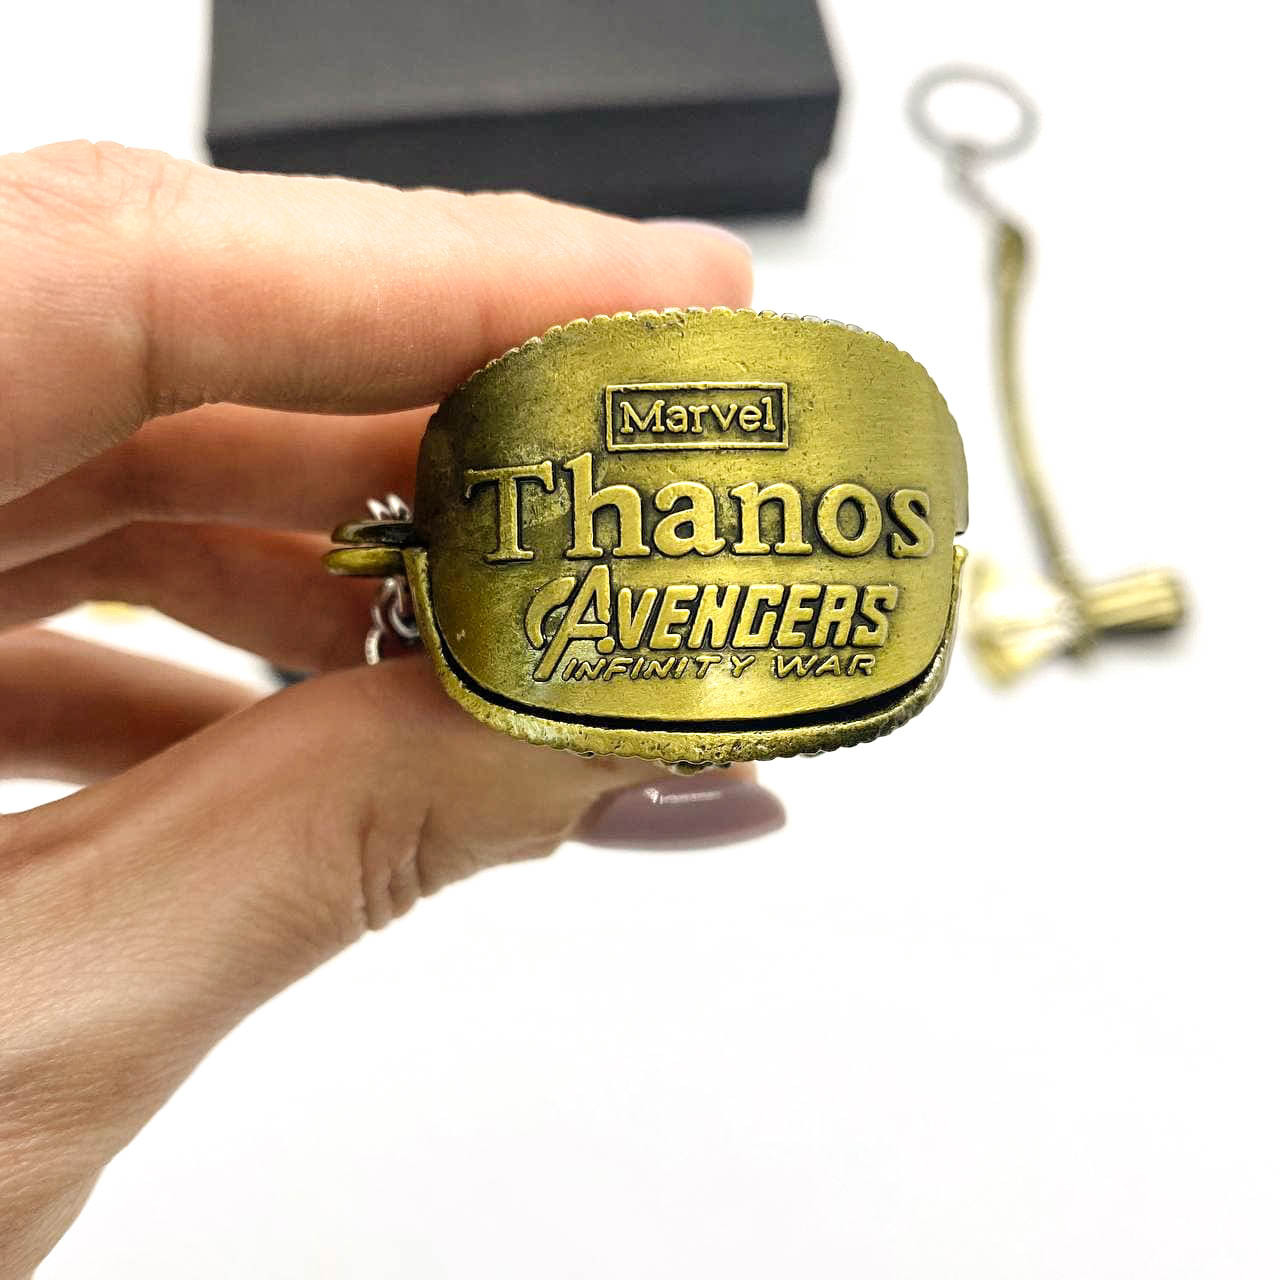 Marvel
Thanos
AVENGERS
INFINITY WAR